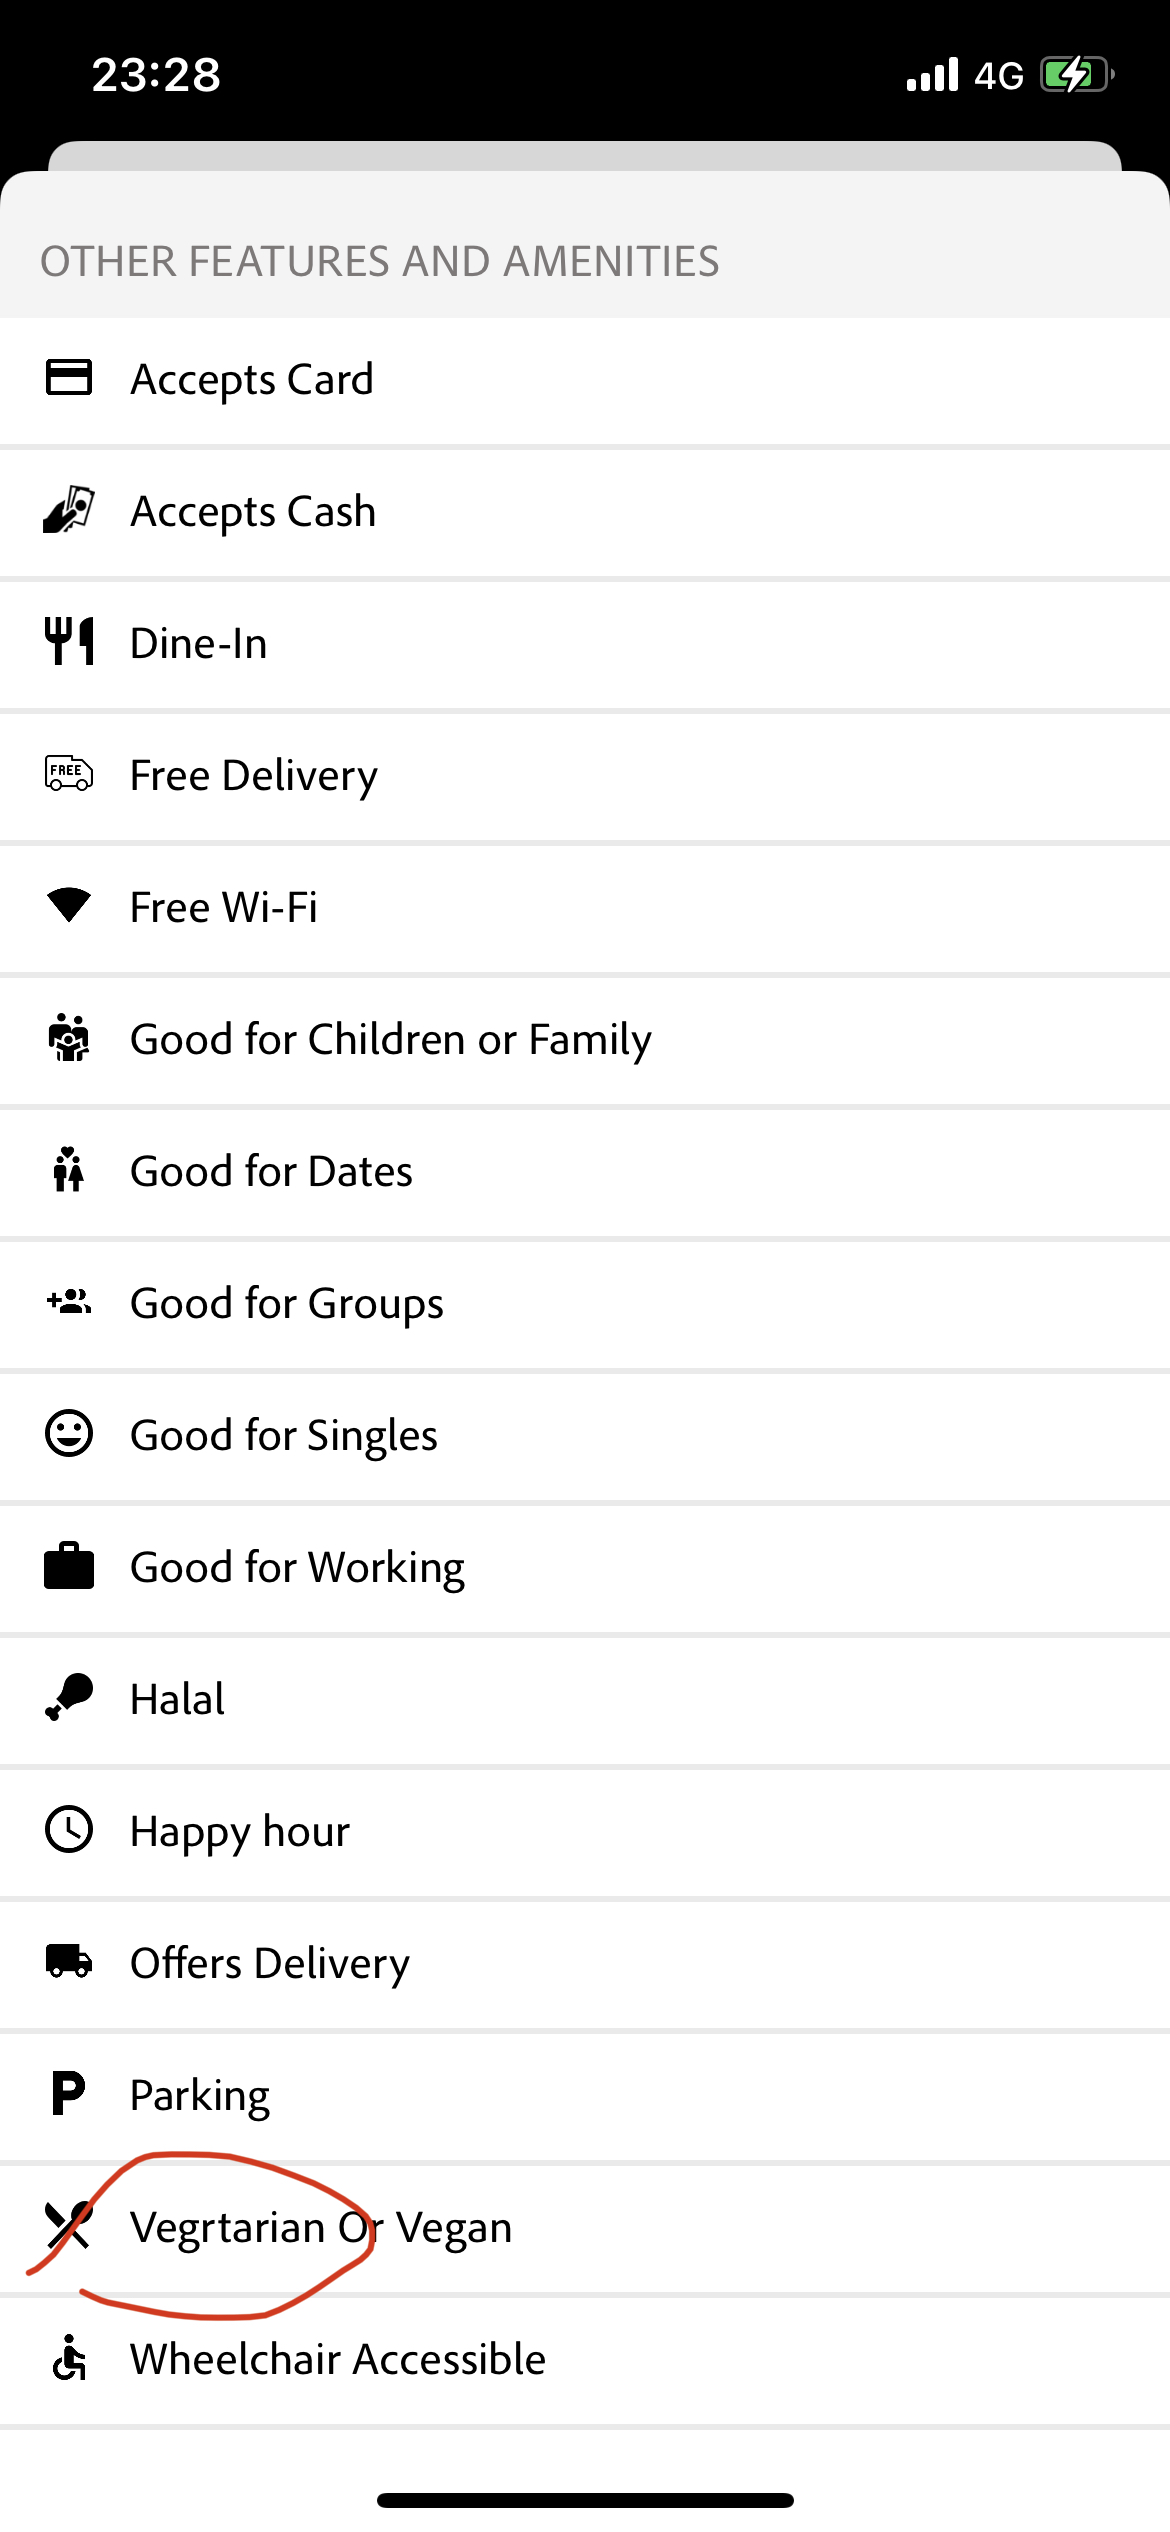 23:28
4G
OTHER FEATURES AND AMENITIES
Accepts Card
Accepts Cash
Dine-In
FREE
Free Delivery
Free Wi-Fi
Good for Children or Family
Good for Dates
Good for Groups
Good for Singles
Good for Working
Halal
Happy hour
Offers Delivery
P
Parking
Vegrtarian Or Vegan
Wheelchair Accessible